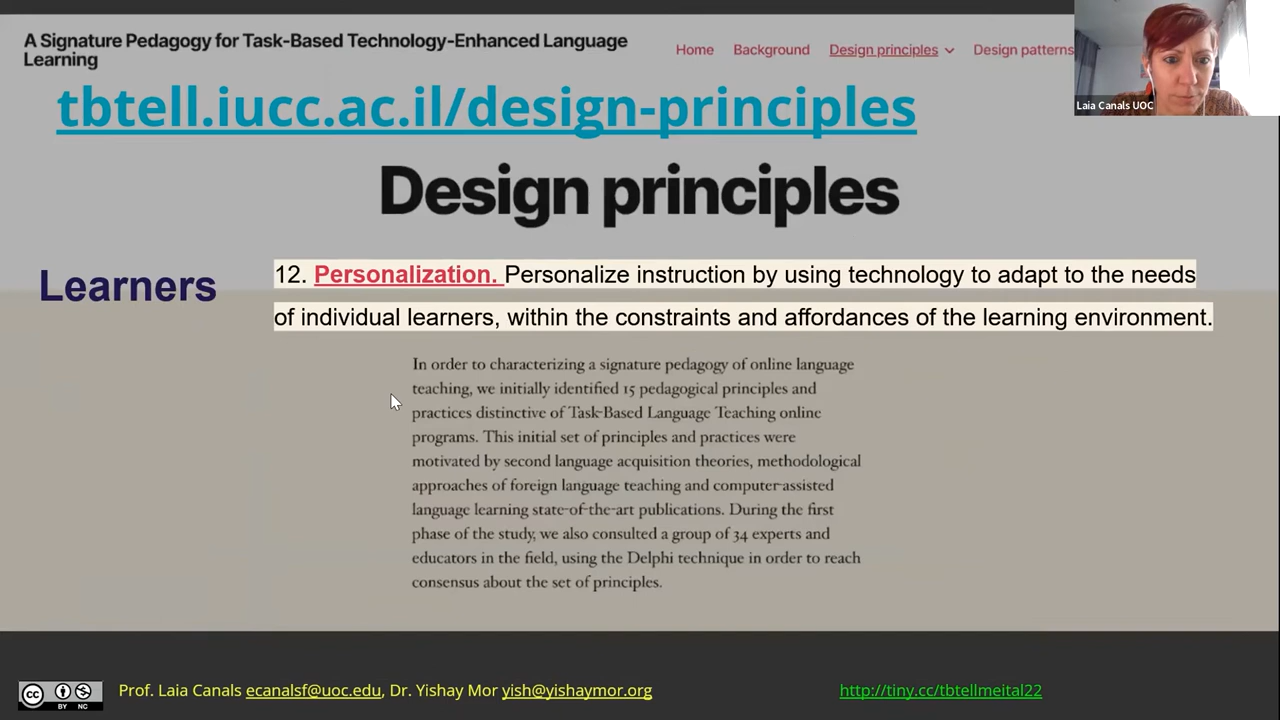 A Signature Pedagogy for Task-Based Technology-Enhanced Language
Learning
Home Background Design principles Design patterns
Laia Canals UOC
tbtell.iucc.ac.il/design-principles
Design principles
Learners
12. Personalization. Personalize instruction by using technology to adapt to the needs
of individual learners, within the constraints and affordances of the learning environment.
In order to characterizing a signature pedagogy of online language
teaching, we initially identified 15 pedagogical principles and
practices distinctive of Task-Based Language Teaching online
programs. This initial set of principles and practices were
motivated by second language acquisition theories, methodological
approaches of foreign language teaching and computer-assisted
language learning state-of-the-art publications. During the first
phase of the study, we also consulted a group of 34 experts and
educators in the field, using the Delphi technique in order to reach
consensus about the set of principles.
cc BY NC
Prof. Laia Canals ecanalsf@uoc.edu, Dr. Yishay Mor yish@yishaymor.org
http://tiny.cc/tbtellmeital22